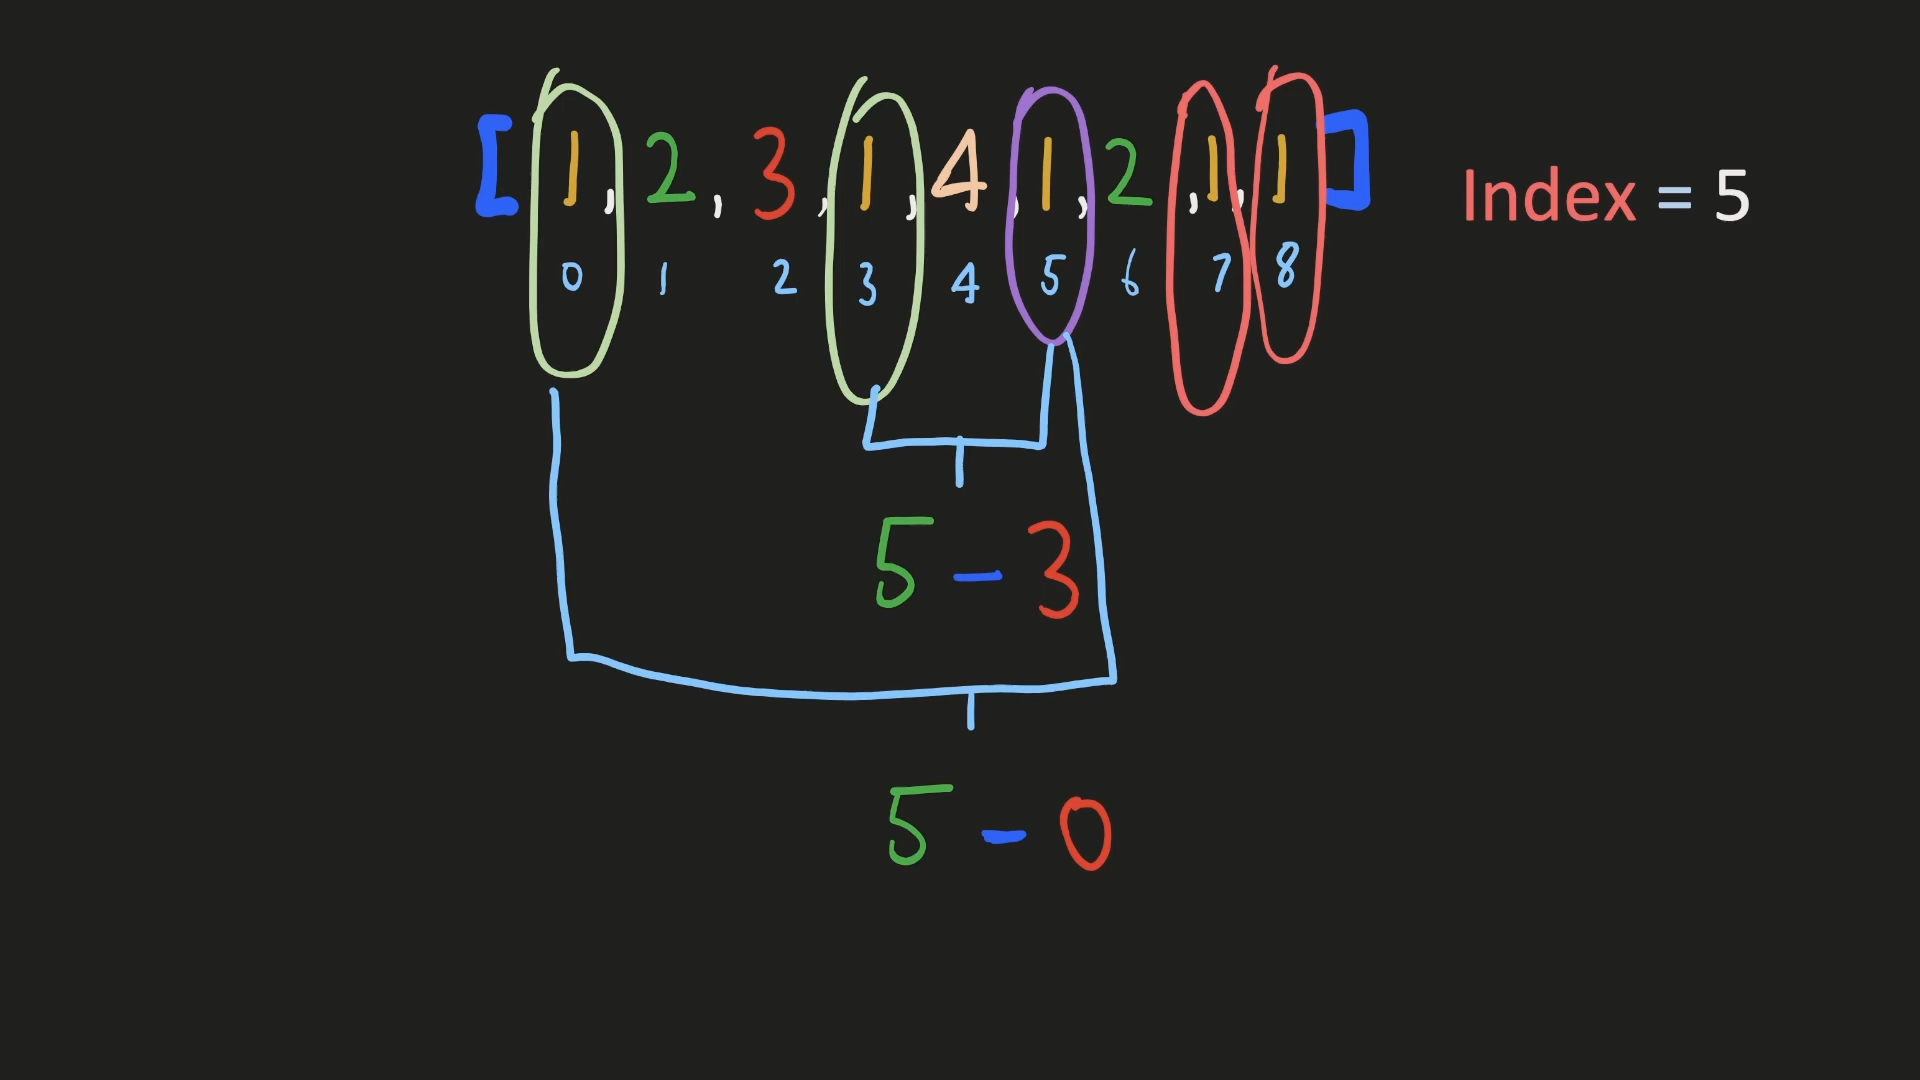 [1,2,3,1,4,1,2,1,1]
Index = 5
0 1 2 3 4 5 6 7 8
5 - 3
5 - 0